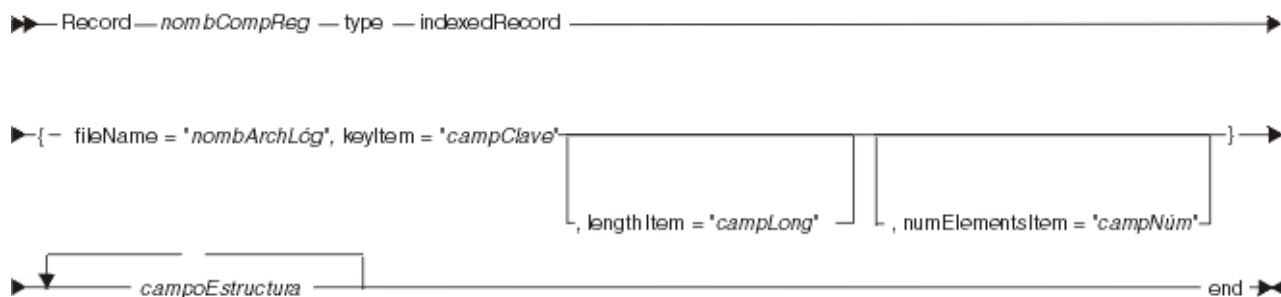 Record nombCompReg type indexedRecord
{ fileName = "nombArchLóg", keyItem = "campClave" }
, lengthItem = "campLong" , numElementsItem = "campNúm"
campoEstructura end